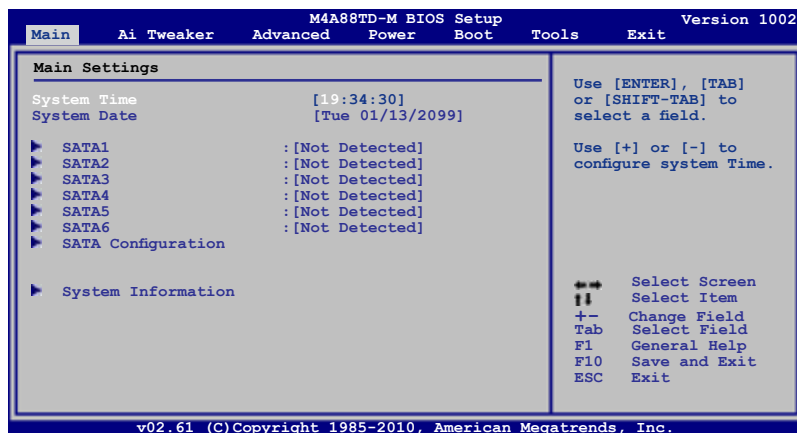 M4A88TD-M BIOS Setup Version 1002
Main Ai Tweaker Advanced Power Boot Tools Exit
Main Settings
System Time [19:34:30]
System Date [Tue 01/13/2099]
SATA1 :[Not Detected]
SATA2 :[Not Detected]
SATA3 :[Not Detected]
SATA4 :[Not Detected]
SATA5 :[Not Detected]
SATA6 :[Not Detected]
SATA Configuration
System Information
Use [ENTER], [TAB]
or [SHIFT-TAB] to
select a field.
Use [+] or [-] to
configure system Time.
←→ Select Screen
↑↓ Select Item
+- Change Field
Tab Select Field
F1 General Help
F10 Save and Exit
ESC Exit
v02.61 (C)Copyright 1985-2010, American Megatrends, Inc.